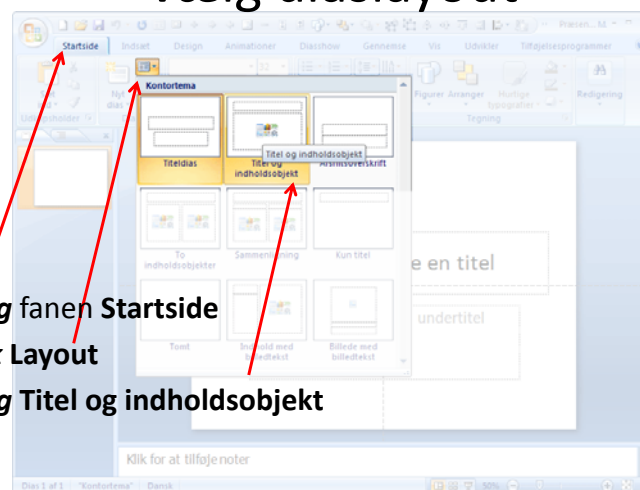 Vælg diaslayout
Præsen...
Startside Indsæt Design Animationer Diasshow Gennemse Vis Udvikler Tilføjelsesprogrammer
Nyt
Figurer Arranger Hurtige Redigering
typografier
Tegning
Kontortema
Titeldias
Titel og
indholdsobjekt
Afsnitsoverskrift
Titel og indholdsobjekt
To
indholdsobjekter
Sammenligning
Kun titel
Tomt
Indhold med
billedtekst
Billede med
billedtekst
e en titel
undertitel
g fanen Startside
k Layout
g Titel og indholdsobjekt
Klik for at tilføje noter
Dias 1 af 1 "Kontortema" Dansk 50%